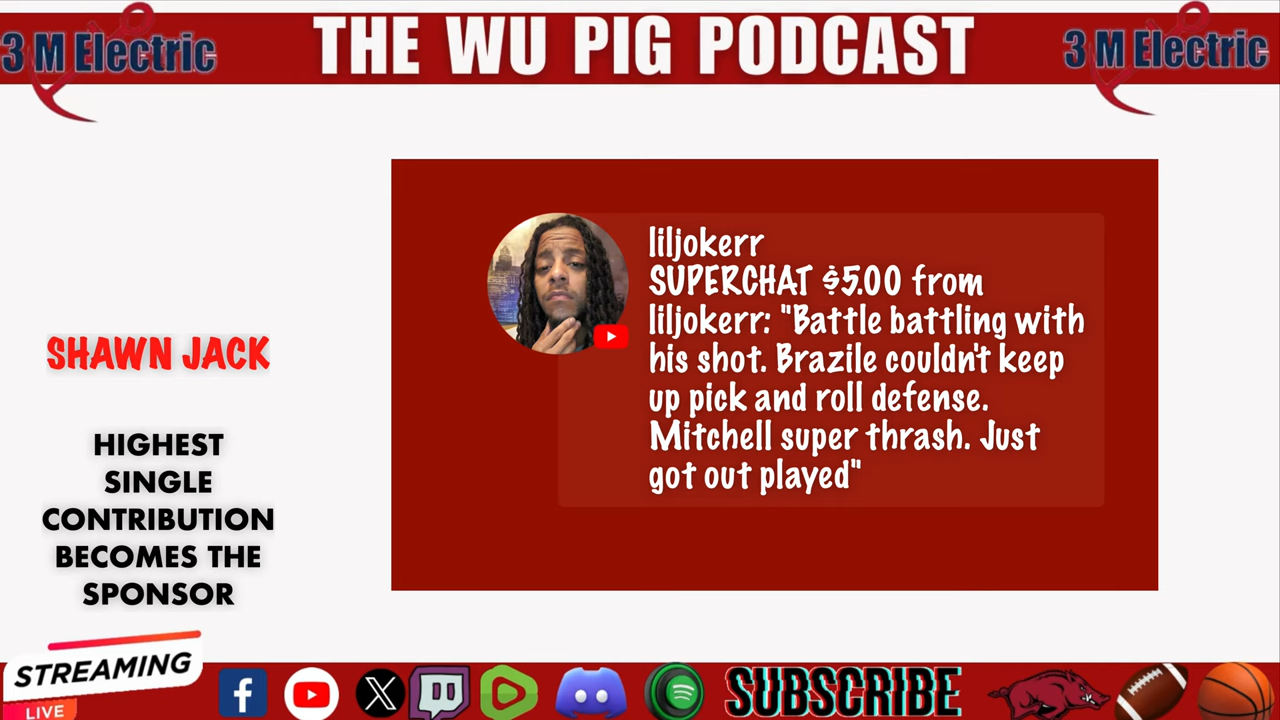 3 M Electric
THE WU PIG PODCAST
3 M Electric
liljokerr
SUPERCHAT $5.00 from
liljokerr: "Battle battling with
his shot. Brazile couldn't keep
up pick and roll defense.
Mitchell super thrash. Just
got out played"
SHAWN JACK
HIGHEST
SINGLE
CONTRIBUTION
BECOMES THE
SPONSOR
STREAMING
LIVE
SUBSCRIBE